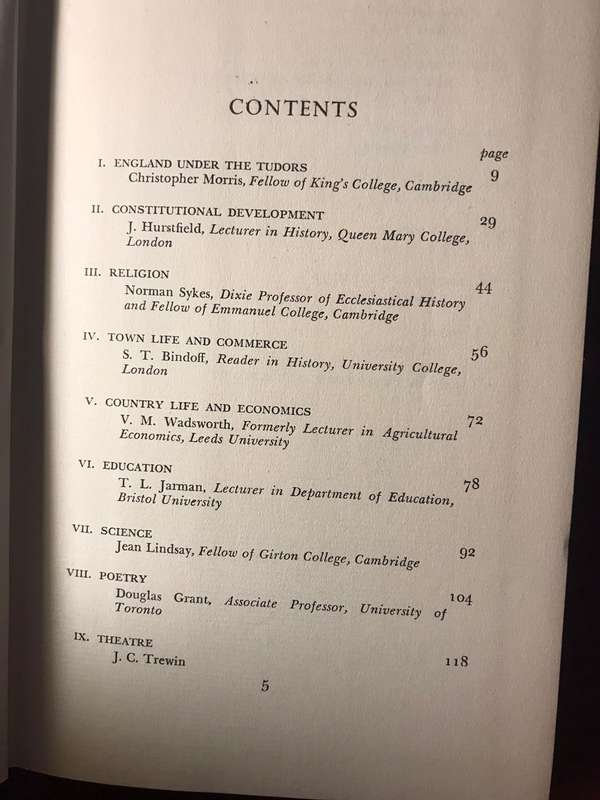 CONTENTS
page
I. ENGLAND UNDER THE TUDORS 9
Christopher Morris, Fellow of King's College, Cambridge
II. CONSTITUTIONAL DEVELOPMENT 29
J. Hurstfield, Lecturer in History, Queen Mary College,
London
III. RELIGION 44
Norman Sykes, Dixie Professor of Ecclesiastical History
and Fellow of Emmanuel College, Cambridge
IV. TOWN LIFE AND COMMERCE 56
S. T. Bindoff, Reader in History, University College,
London
V. COUNTRY LIFE AND ECONOMICS 72
V. M. Wadsworth, Formerly Lecturer in Agricultural
Economics, Leeds University
VI. EDUCATION 78
T. L. Jarman, Lecturer in Department of Education,
Bristol University
VII. SCIENCE 92
Jean Lindsay, Fellow of Girton College, Cambridge
VIII. POETRY 104
Douglas Grant, Associate Professor, University of
Toronto
IX. THEATRE 118
J. C. Trewin
5